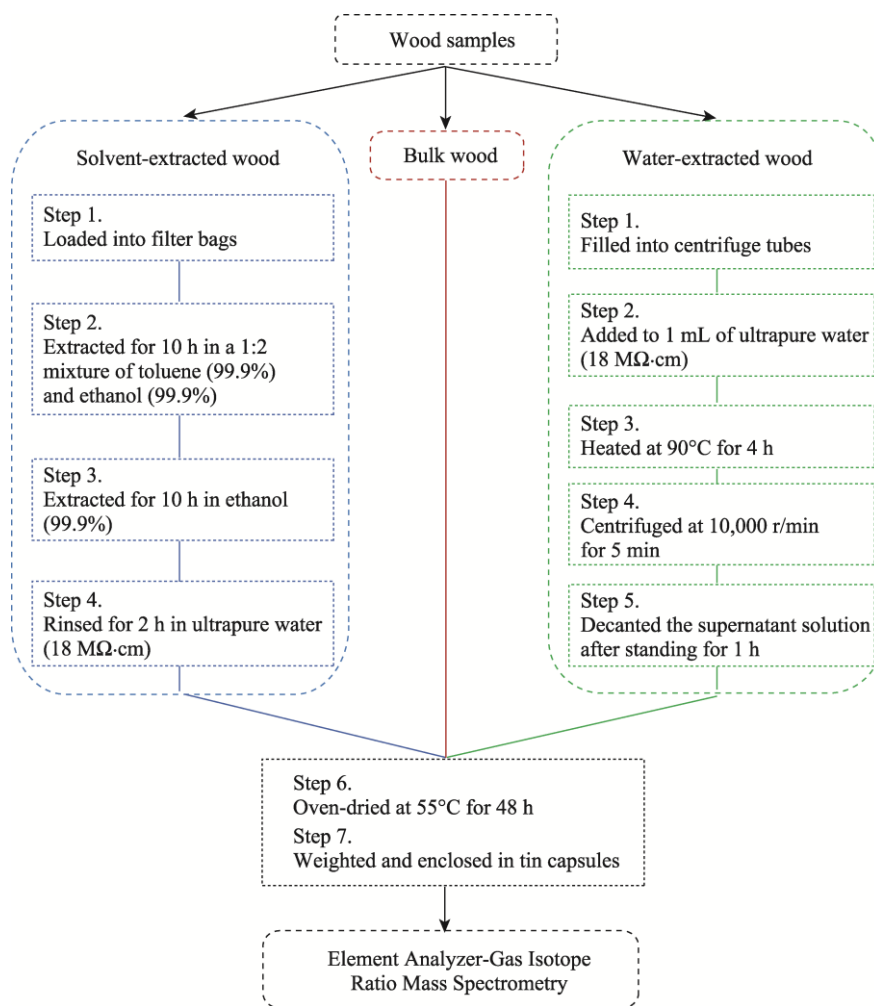 Wood samples
Solvent-extracted wood
Step 1.
Loaded into filter bags
Step 2.
Extracted for 10 h in a 1:2
mixture of toluene (99.9%)
and ethanol (99.9%)
Step 3.
Extracted for 10 h in ethanol
(99.9%)
Step 4.
Rinsed for 2 h in ultrapure water
(18 MΩ·cm)
Bulk wood
Water-extracted wood
Step 1.
Filled into centrifuge tubes
Step 2.
Added to 1 mL of ultrapure water
(18 MΩ·cm)
Step 3.
Heated at 90°C for 4 h
Step 4.
Centrifuged at 10,000 r/min
for 5 min
Step 5.
Decanted the supernatant solution
after standing for 1 h
Step 6.
Oven-dried at 55°C for 48 h
Step 7.
Weighted and enclosed in tin capsules
Element Analyzer-Gas Isotope
Ratio Mass Spectrometry